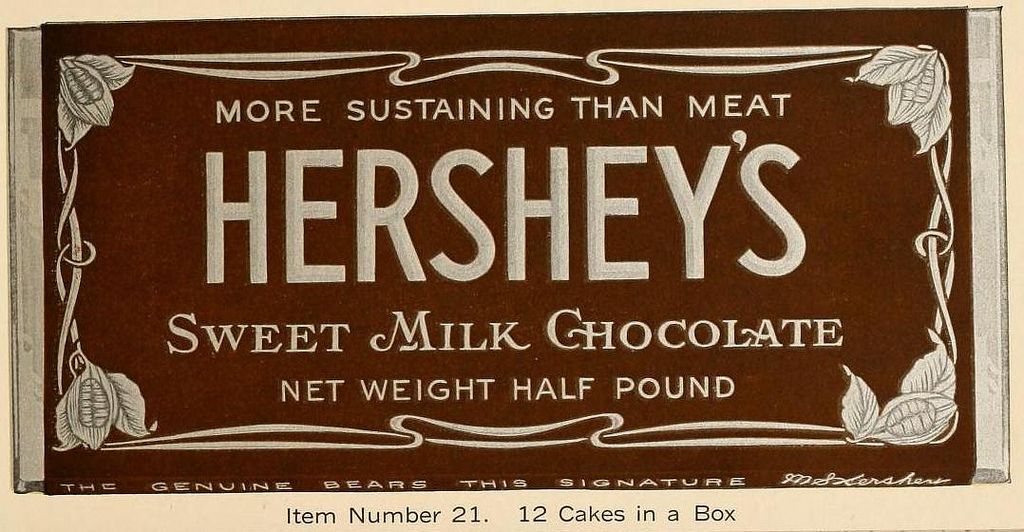 MORE SUSTAINING THAN MEAT
HERSHEY'S
SWEET MILK CHOCOLATE
NET WEIGHT HALF POUND
THE GENUINE BEARS THIS SIGNATURE M S Hershey
Item Number 21. 12 Cakes in a Box